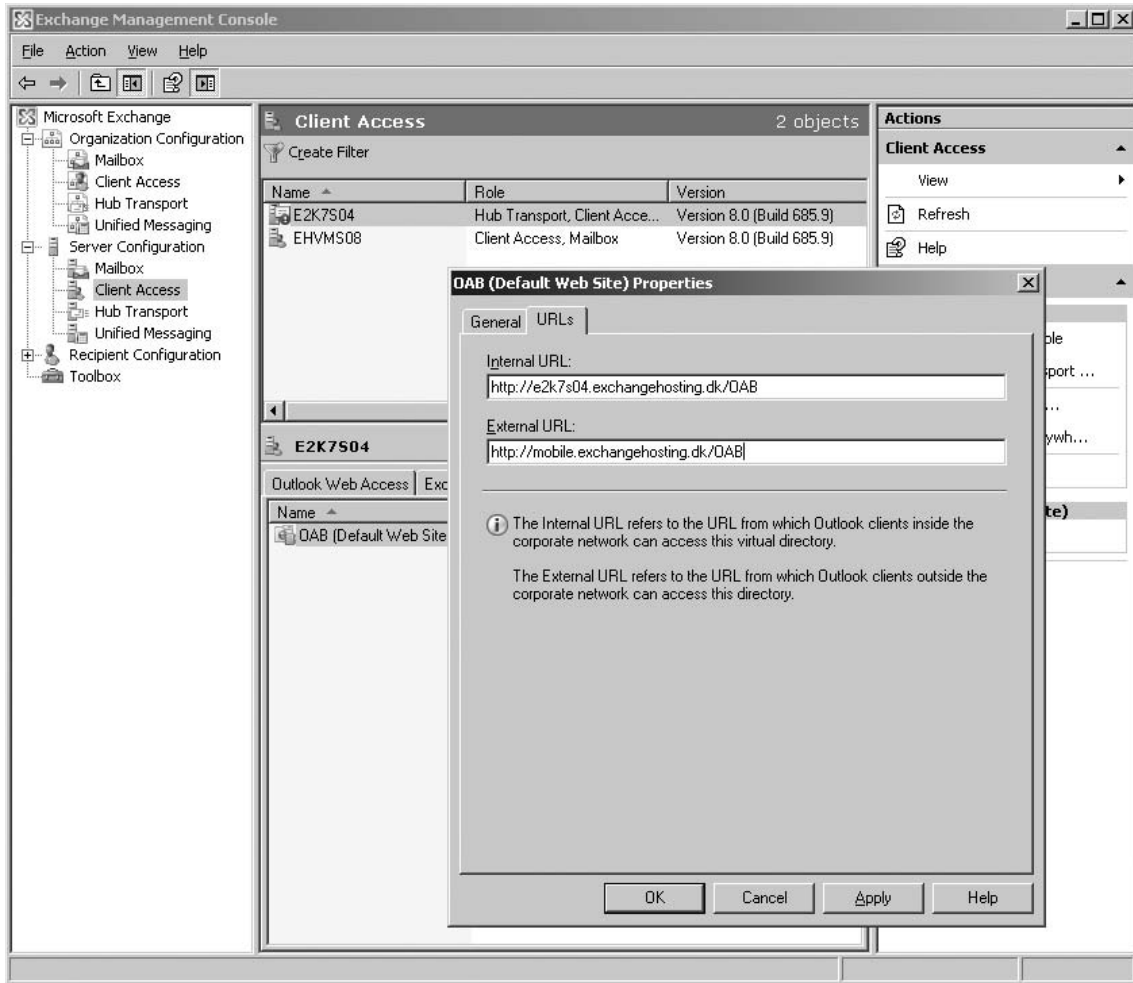 Exchange Management Console
File Action View Help
Microsoft Exchange
Organization Configuration
Mailbox
Client Access
Hub Transport
Unified Messaging
Server Configuration
Mailbox
Client Access
Hub Transport
Unified Messaging
Recipient Configuration
Toolbox
Client Access 2 objects
Create Filter
Name Role Version
E2K7S04 Hub Transport, Client Acce... Version 8.0 (Build 685.9)
EHVMS08 Client Access, Mailbox Version 8.0 (Build 685.9)
E2K7S04
Outlook Web Access Exc
Name
OAB (Default Web Site
Actions
Client Access
View
Refresh
Help
ole
port ...
...
ywh...
te)
OAB (Default Web Site) Properties
General URLs
Internal URL:
http://e2k7s04.exchangehosting.dk/OAB
External URL:
http://mobile.exchangehosting.dk/OAB
The Internal URL refers to the URL from which Outlook clients inside the
corporate network can access this virtual directory.
The External URL refers to the URL from which Outlook clients outside the
corporate network can access this directory.
OK Cancel Apply Help